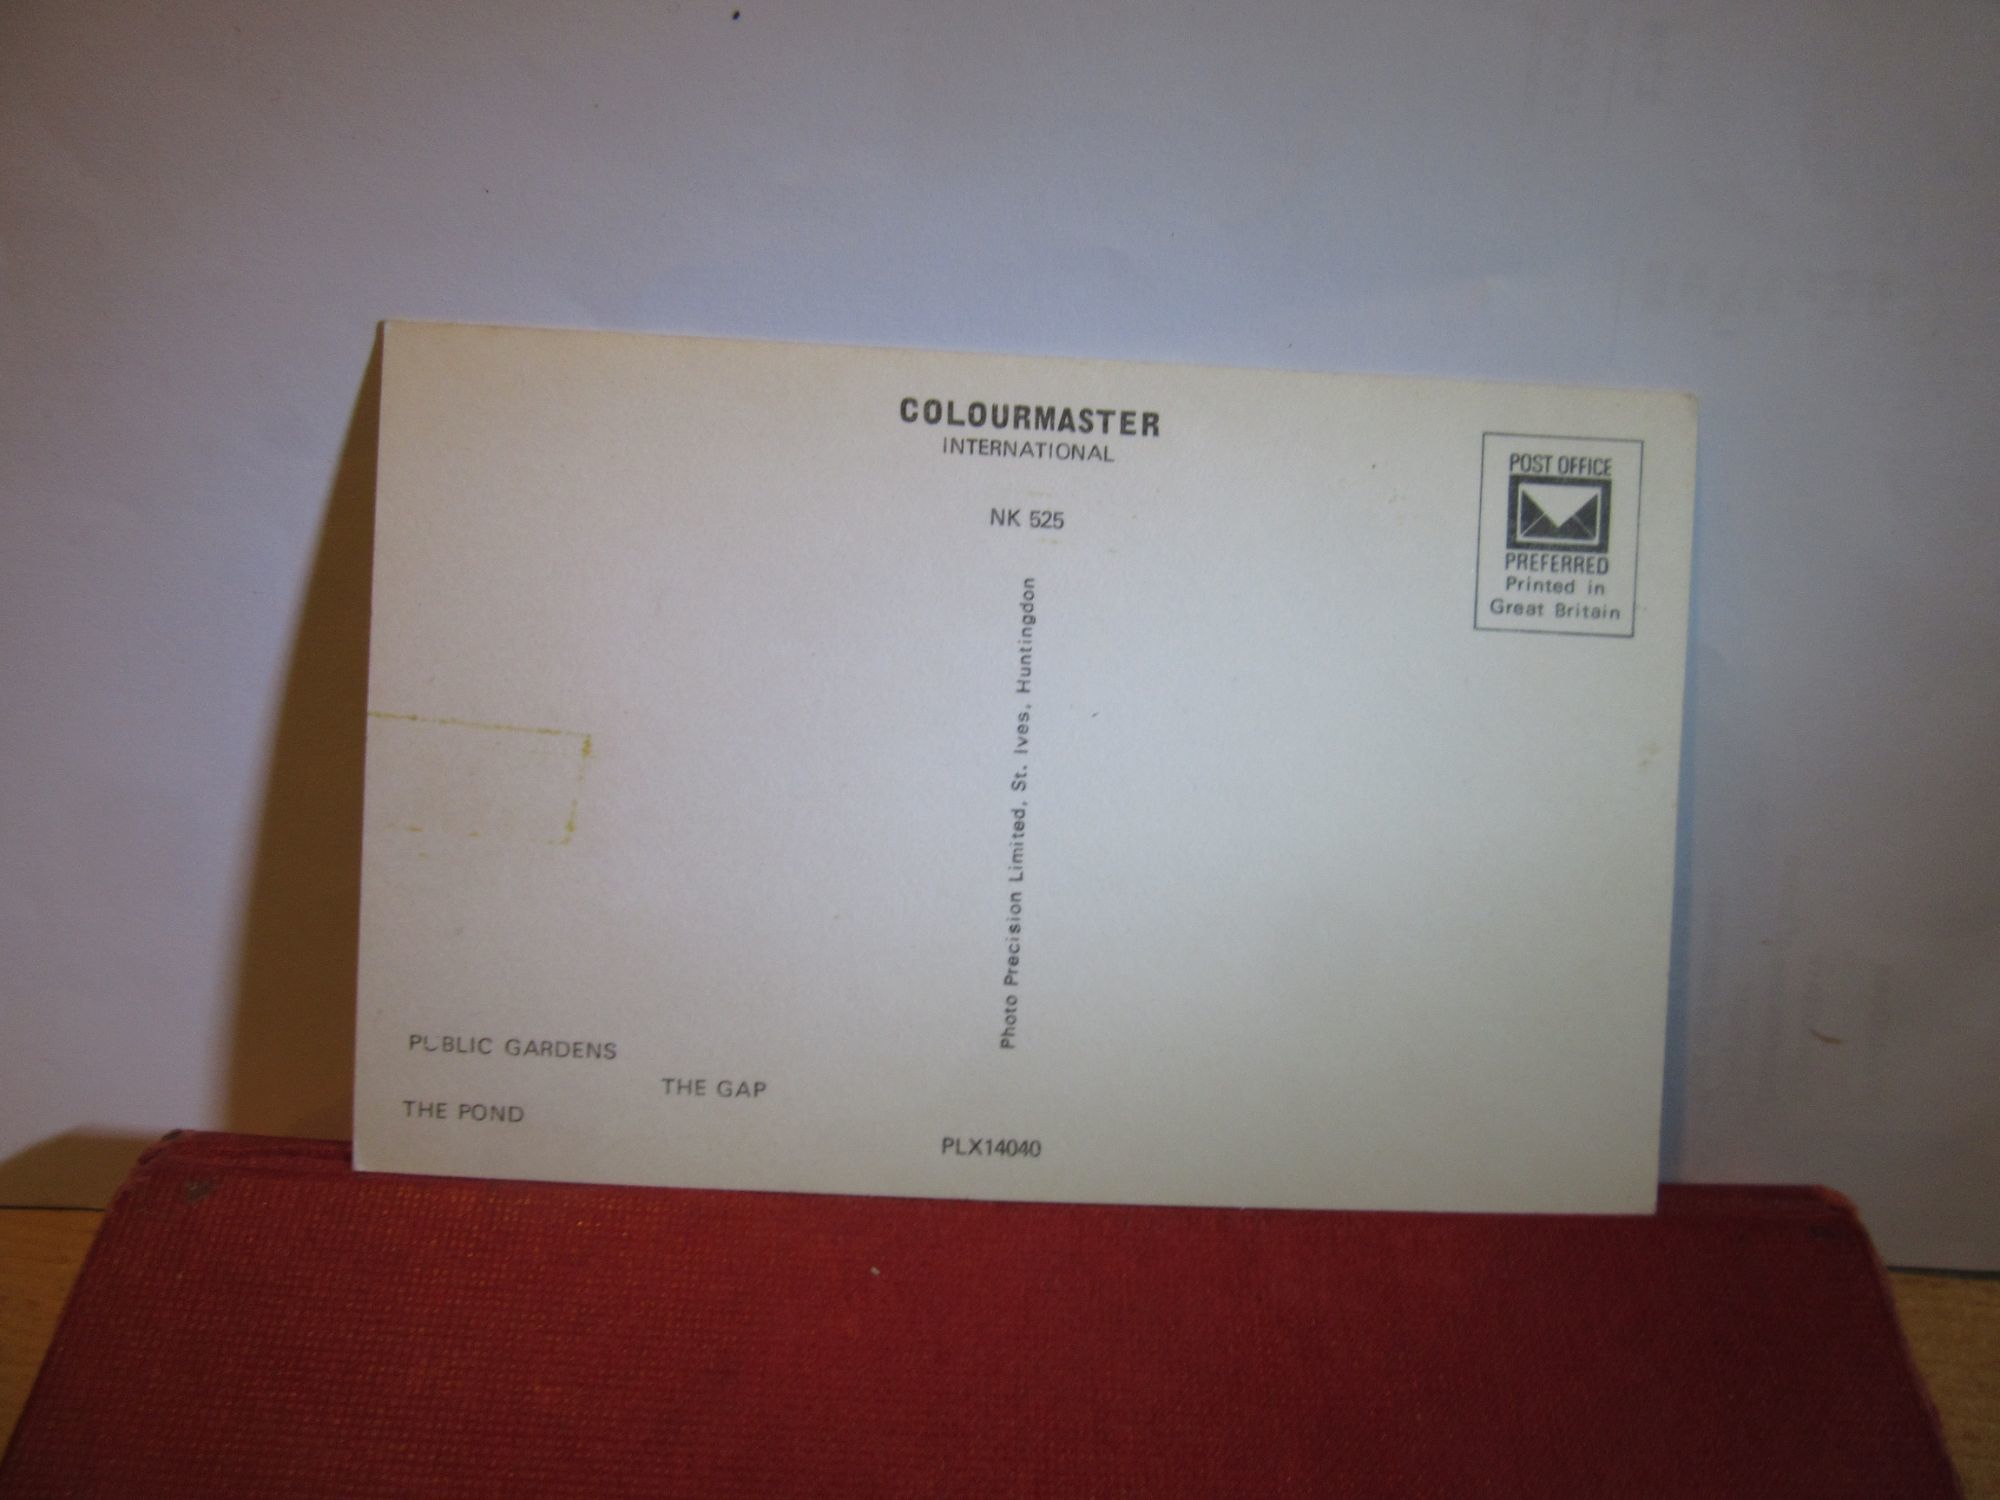 COLOURMASTER
INTERNATIONAL
NK 525
POST OFFICE
PREFERRED
Printed in
Great Britain
Photo Precision Limited, St. Ives, Huntingdon
PUBLIC GARDENS
THE GAP
THE POND
PLX14040